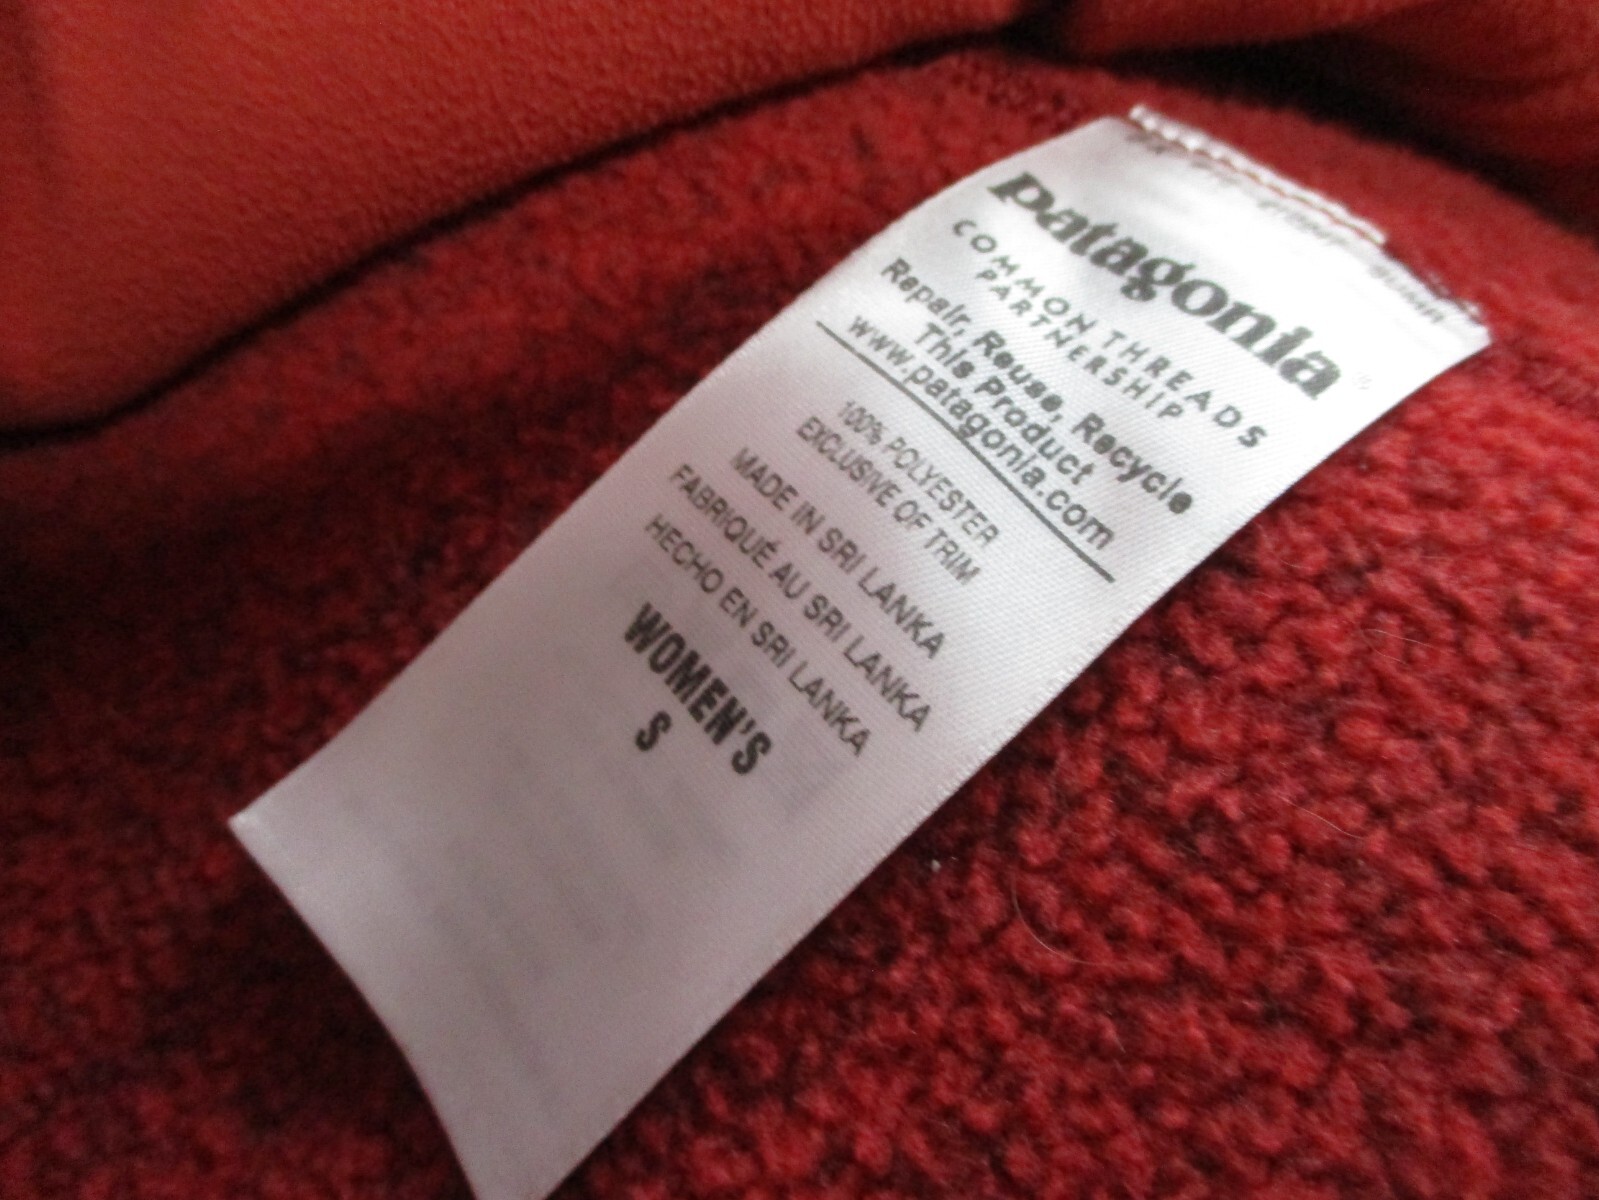 patagonia®
COMMON THREADS
PARTNERSHIP
Repair, Reuse, Recycle
This Product
www.patagonia.com
100% POLYESTER
EXCLUSIVE OF TRIM
MADE IN SRI LANKA
FABRIQUÉ AU SRI LANKA
HECHO EN SRI LANKA
WOMEN'S
S